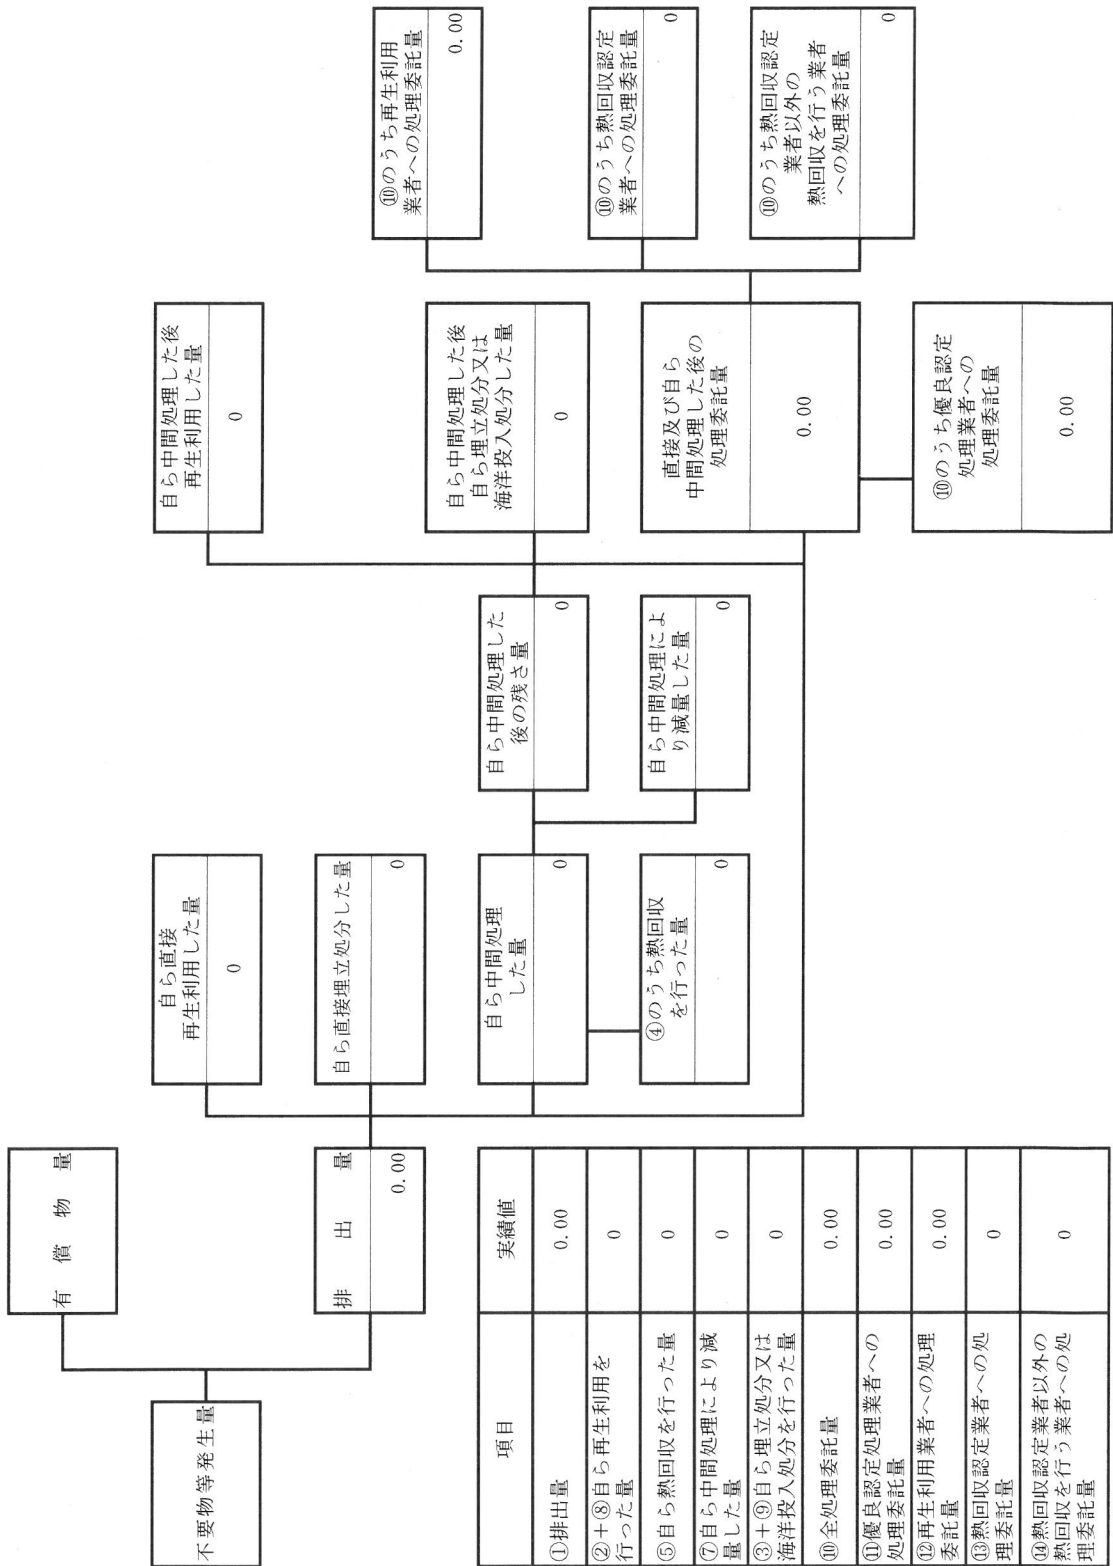 有償物量
不要物等発生量
排出量
0.00
自ら直接
再生利用した量
0
自ら直接埋立処分した量
0
自ら中間処理
した量
0
④のうち熱回収
を行った量
0
自ら中間処理した
後の残さ量
0
自ら中間処理によ
り減量した量
0
自ら中間処理した後
再生利用した量
0
自ら中間処理した後
自ら埋立処分又は
海洋投入処分した量
0
直接及び自ら
中間処理した後の
処理委託量
0.00
⑩のうち優良認定
処理業者への
処理委託量
0.00
⑩のうち再生利用
業者への処理委託量
0.00
⑩のうち熱回収認定
業者への処理委託量
0
⑩のうち熱回収認定
業者以外の
熱回収を行う業者
への処理委託量
0
項目 実績値
①排出量 0.00
②+⑧自ら再生利用を
行った量 0
⑤自ら熱回収を行った量 0
⑦自ら中間処理により減
量した量 0
③+⑨自ら埋立処分又は
海洋投入処分を行った量 0
⑩全処理委託量 0.00
⑪優良認定処理業者への
処理委託量 0.00
⑫再生利用業者への処理
委託量 0.00
⑬熱回収認定業者への処
理委託量 0
⑭熱回収認定業者以外の
熱回収を行う業者への処
理委託量 0